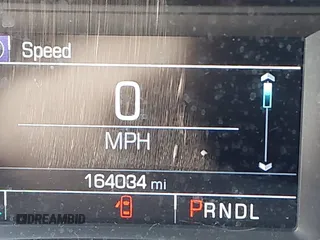 Speed
0
MPH
164034 mi
PRNDL
DREAMBID